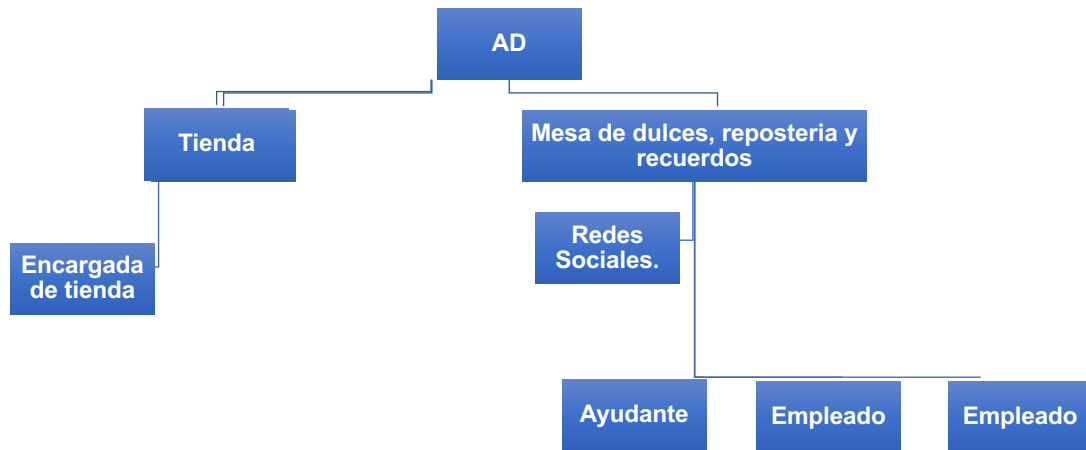 AD
Tienda
Mesa de dulces, reposteria y
recuerdos
Redes
Sociales.
Encargada
de tienda
Ayudante
Empleado
Empleado